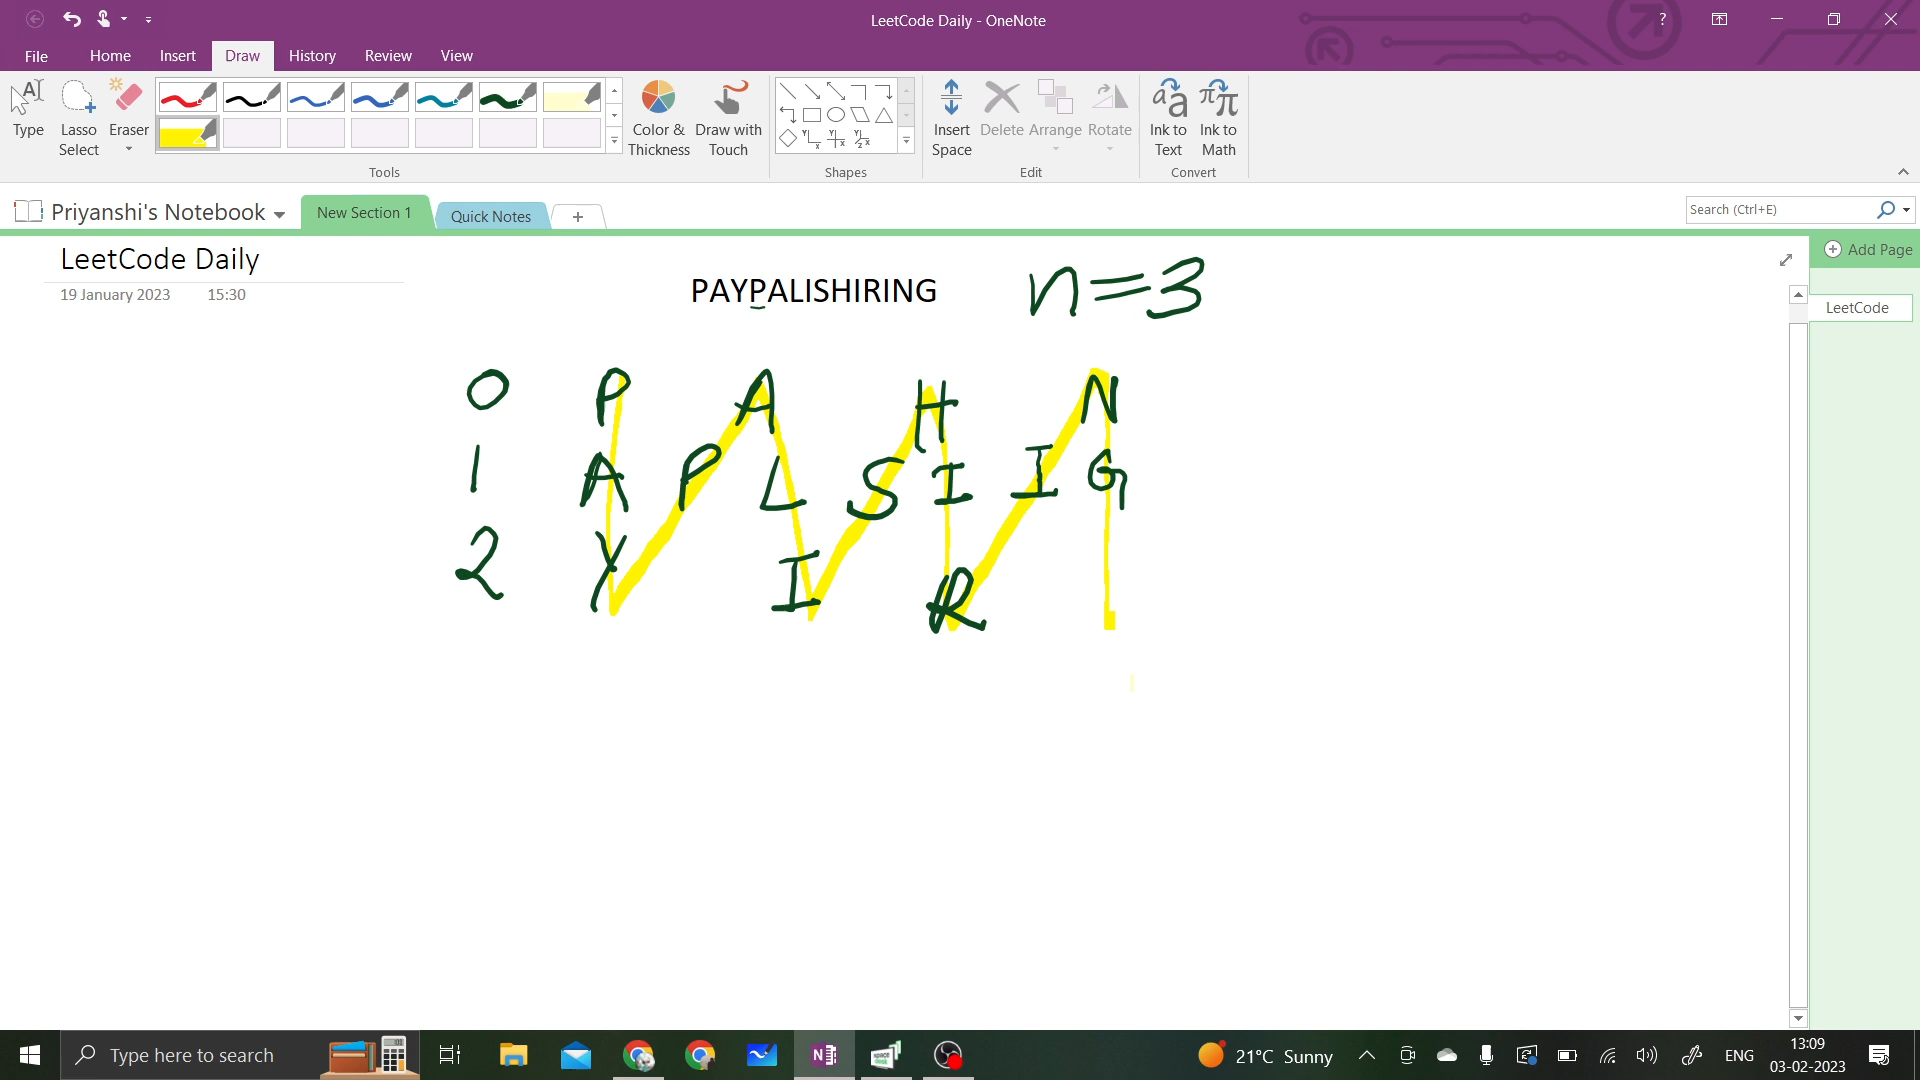 LeetCode Daily - OneNote
?
File Home Insert Draw History Review View
Type
Lasso Select
Eraser
Color & Thickness
Draw with Touch
Insert Space
Delete
Arrange
Rotate
Ink to Text
Ink to Math
Tools
Shapes
Edit
Convert
Priyanshi's Notebook
New Section 1
Quick Notes
+
Search (Ctrl+E)
LeetCode Daily
Add Page
19 January 2023 15:30
PAYPALISHIRING n=3
LeetCode
0 P A H N
1 A P L S I I G
2 Y I R
Type here to search
21°C Sunny
ENG
13:09
03-02-2023